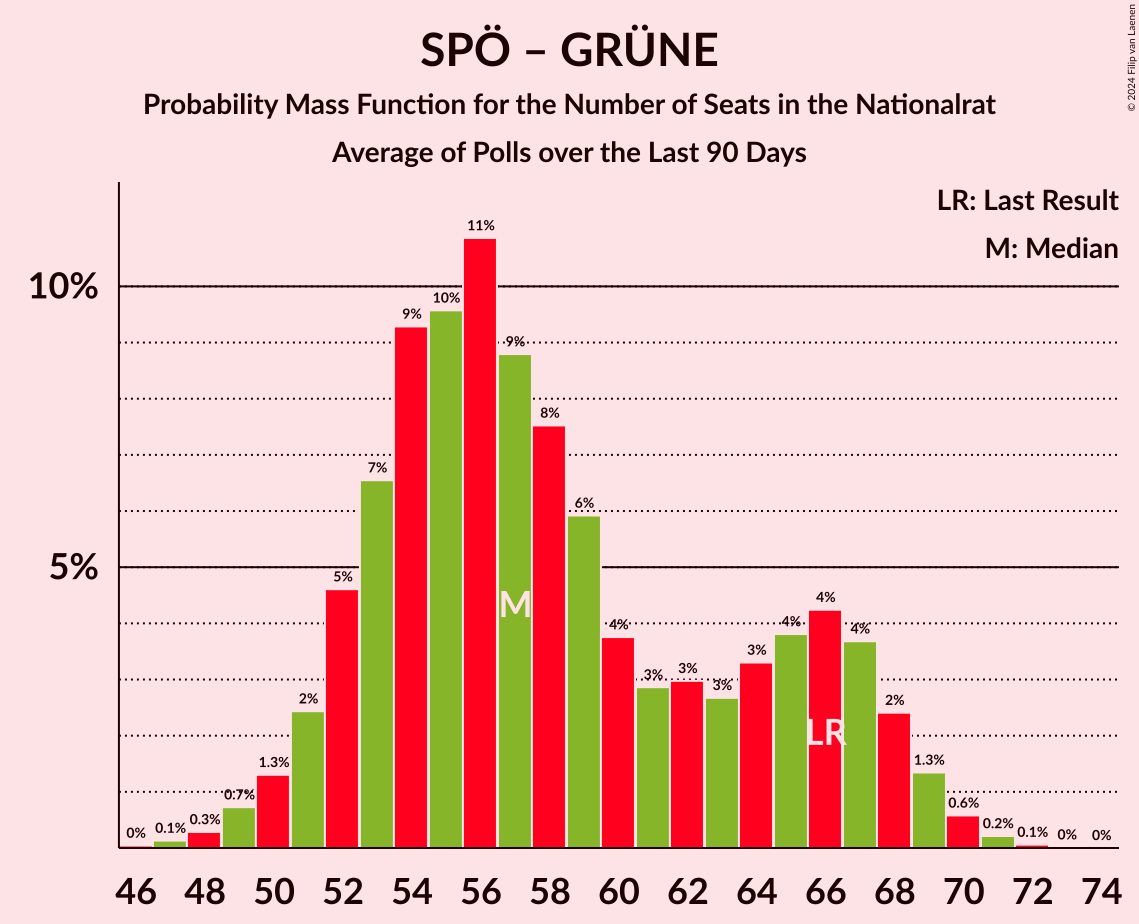 SPÖ – GRÜNE
Probability Mass Function for the Number of Seats in the Nationalrat
Average of Polls over the Last 90 Days
© 2024 Filip van Laenen
LR: Last Result
M: Median
10%
5%
0% 0.1% 0.3% 0.7% 1.3% 2% 5% 7% 9% 10% 11% 9% 8% 6% 4% 3% 3% 3% 3% 4% 4% 4% 2% 1.3% 0.6% 0.2% 0.1% 0% 0%
M
LR
46 48 50 52 54 56 58 60 62 64 66 68 70 72 74